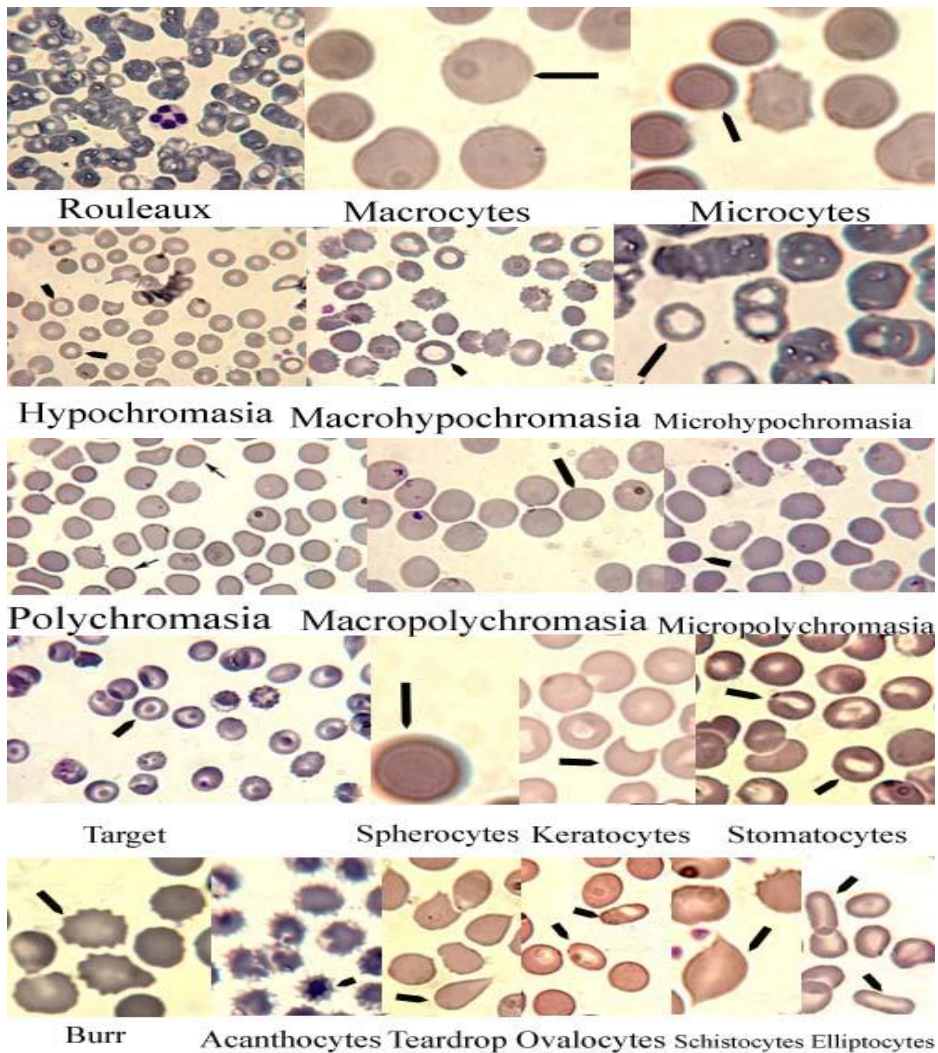 Rouleaux Macrocytes Microcytes
Hypochromasia Macrohypochromasia Microhypochromasia
Polychromasia Macropolychromasia Micropolychromasia
Target Spherocytes Keratocytes Stomatocytes
Burr Acanthocytes Teardrop Ovalocytes Schistocytes Elliptocytes